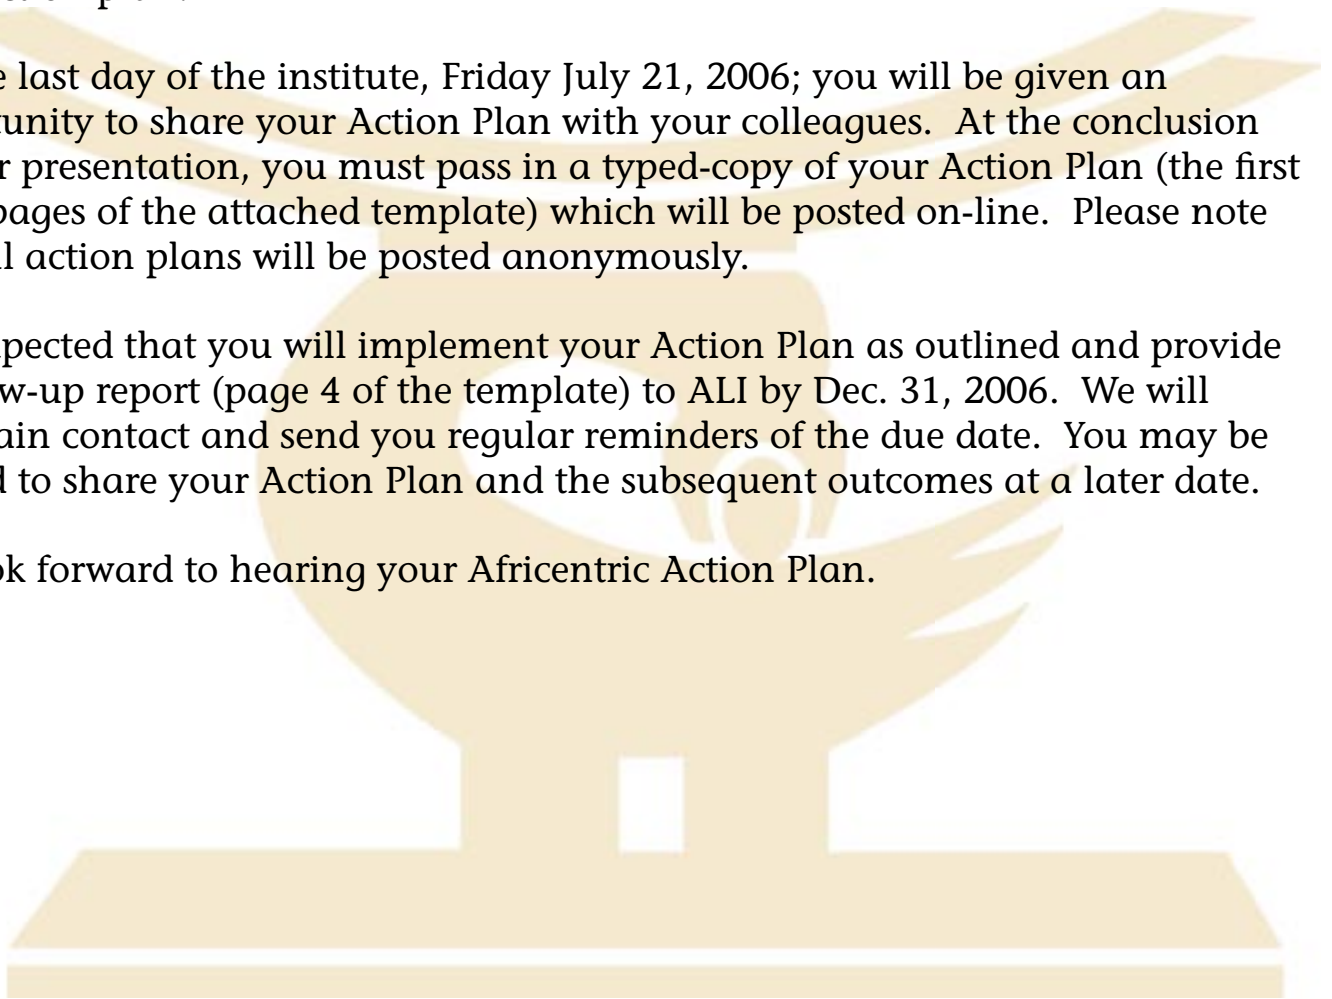 last day of the institute, Friday July 21, 2006; you will be given an
tunity to share your Action Plan with your colleagues.  At the conclusion
r presentation, you must pass in a typed-copy of your Action Plan (the first
pages of the attached template) which will be posted on-line.  Please note
l action plans will be posted anonymously.
pected that you will implement your Action Plan as outlined and provide
w-up report (page 4 of the template) to ALI by Dec. 31, 2006.  We will
ain contact and send you regular reminders of the due date.  You may be
d to share your Action Plan and the subsequent outcomes at a later date.
ok forward to hearing your Africentric Action Plan.